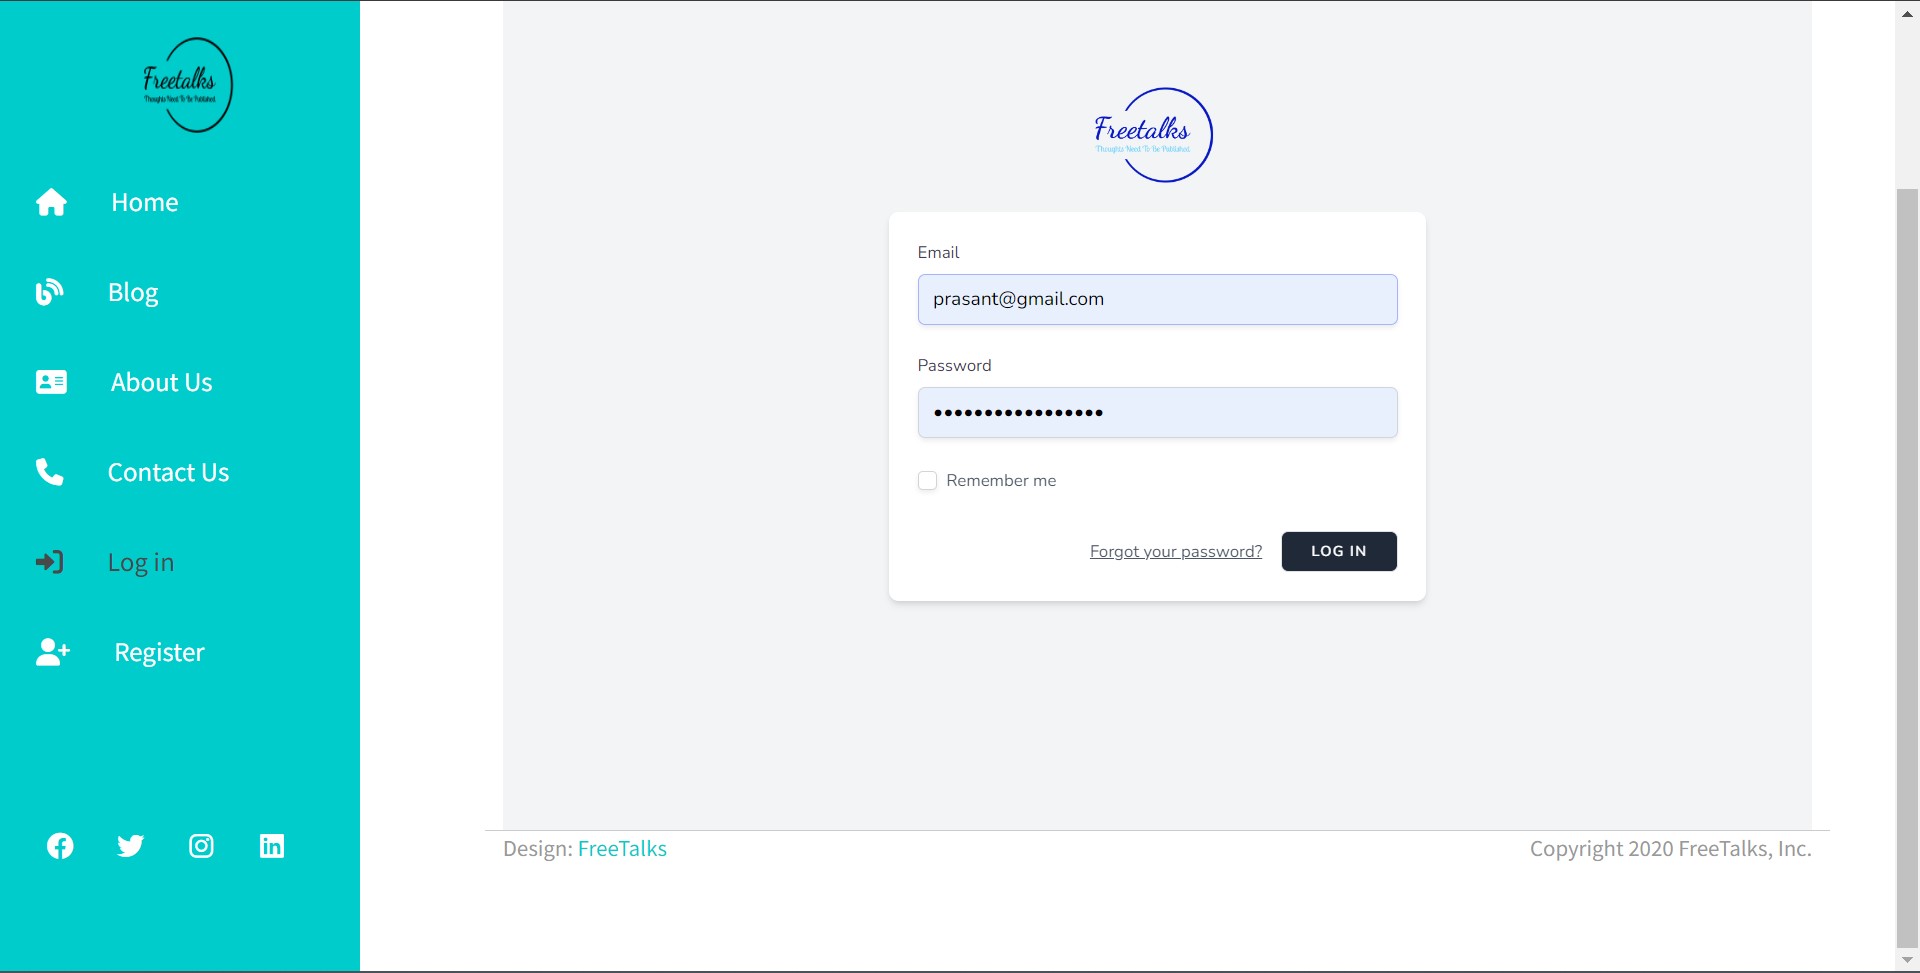 Freetalks
Thoughts Need To Be Published.
Home
Blog
About Us
Contact Us
Log in
Register
Freetalks
Thoughts Need To Be Published.
Email
prasant@gmail.com
Password
•••••••••••••••••
Remember me
Forgot your password?
LOG IN
Design: FreeTalks
Copyright 2020 FreeTalks, Inc.